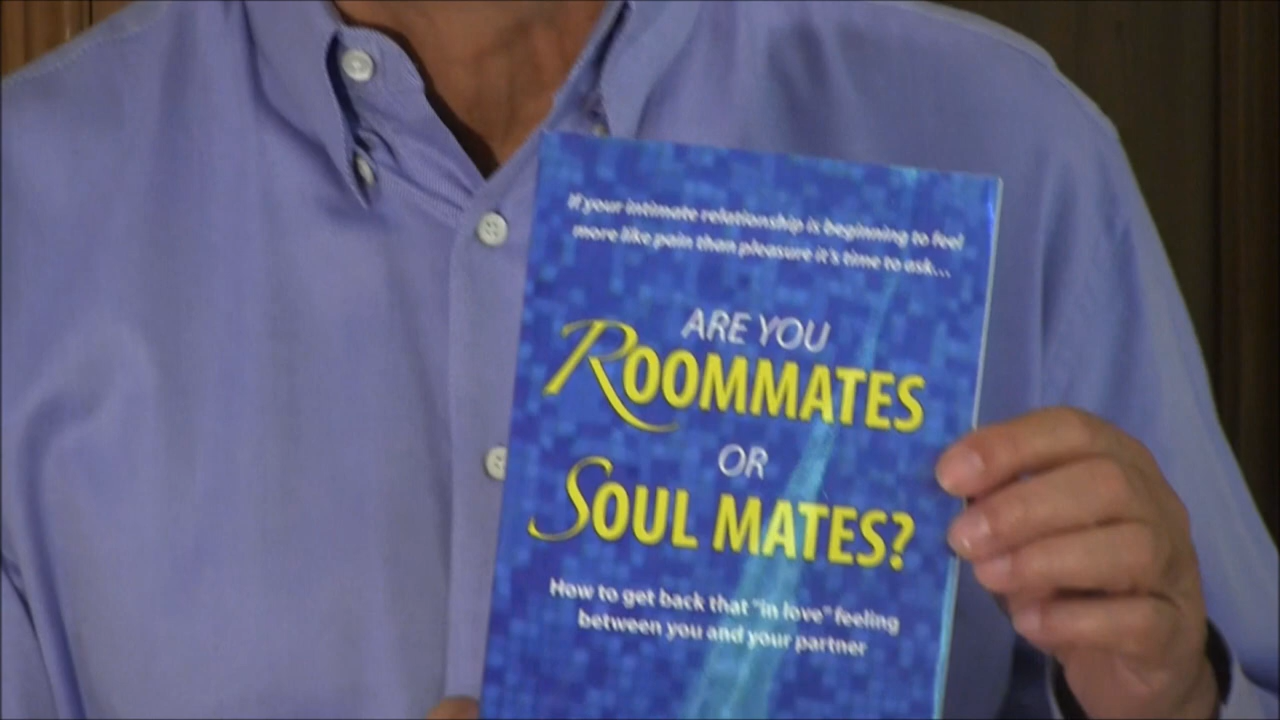 If your intimate relationship is beginning to feel
more like pain than pleasure it's time to ask...
ARE YOU
ROOMMATES
OR
SOUL MATES?
How to get back that "in love" feeling
between you and your partner